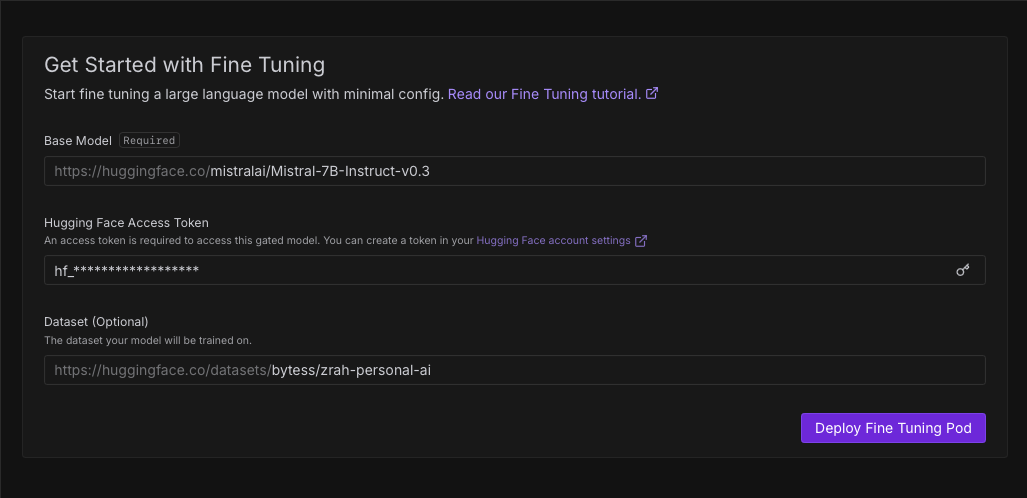 Get Started with Fine Tuning
Start fine tuning a large language model with minimal config. Read our Fine Tuning tutorial.
Base Model Required
https://huggingface.co/mistralai/Mistral-7B-Instruct-v0.3
Hugging Face Access Token
An access token is required to access this gated model. You can create a token in your Hugging Face account settings
hf_******************
Dataset (Optional)
The dataset your model will be trained on.
https://huggingface.co/datasets/bytess/zrah-personal-ai
Deploy Fine Tuning Pod